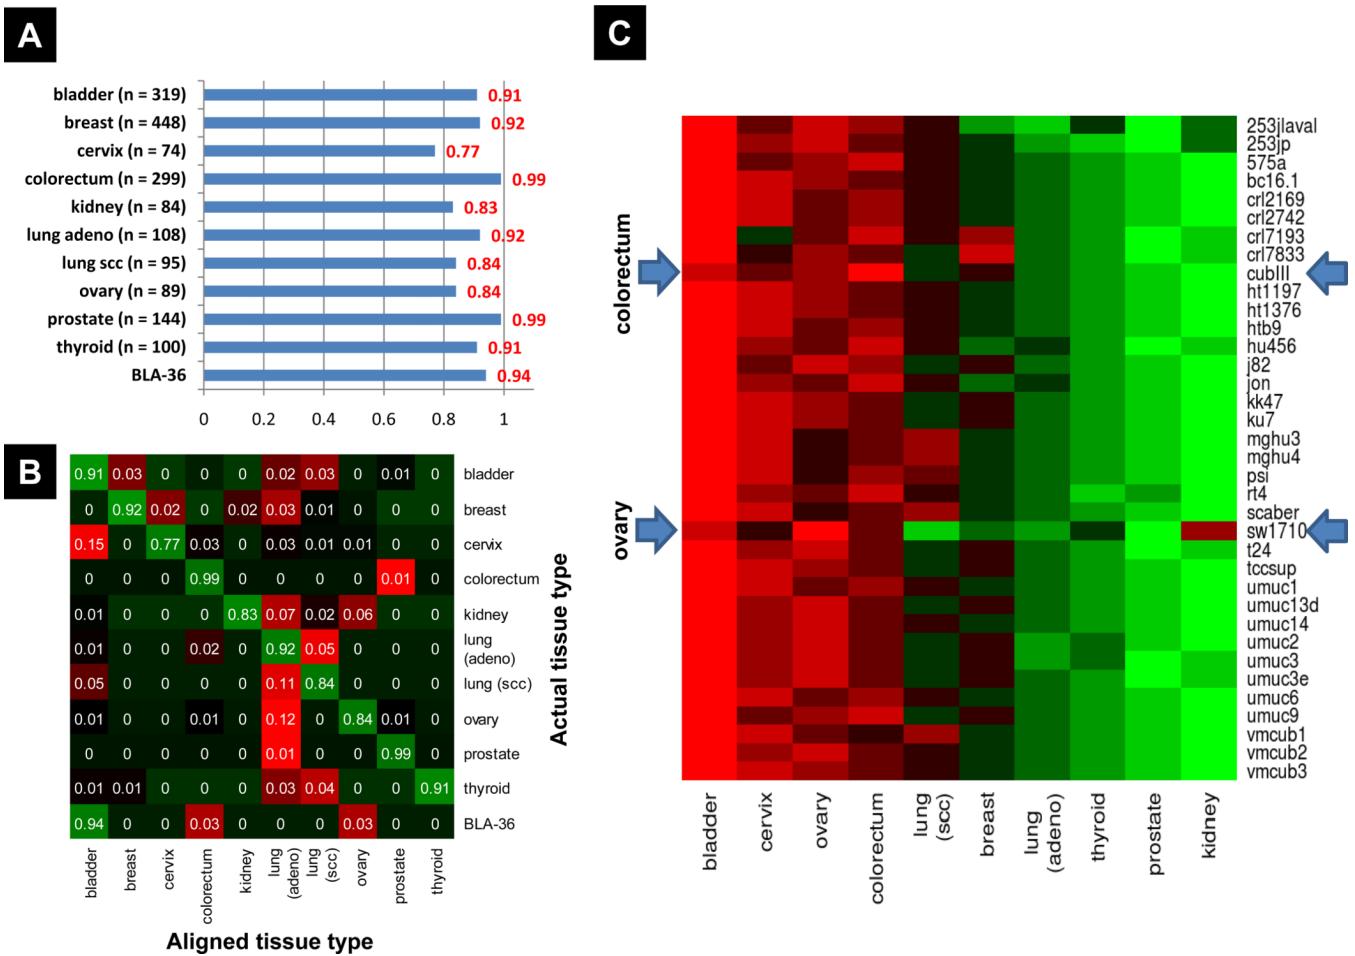 A
bladder (n = 319) 0.91
breast (n = 448) 0.92
cervix (n = 74) 0.77
colorectum (n = 299) 0.99
kidney (n = 84) 0.83
lung adeno (n = 108) 0.92
lung scc (n = 95) 0.84
ovary (n = 89) 0.84
prostate (n = 144) 0.99
thyroid (n = 100) 0.91
BLA-36 0.94
0 0.2 0.4 0.6 0.8 1
B
0.91 0.03 0 0 0 0.02 0.03 0 0.01 0 bladder
0 0.92 0.02 0 0.02 0.03 0.01 0 0 0 breast
0.15 0 0.77 0.03 0 0.03 0.01 0.01 0 0 cervix
0 0 0 0.99 0 0 0 0 0.01 0 colorectum
0.01 0 0 0 0.83 0.07 0.02 0.06 0 0 kidney
0.01 0 0 0.02 0 0.92 0.05 0 0 0 lung
(adeno)
0.05 0 0 0 0 0.11 0.84 0 0 0 lung (scc)
0.01 0 0 0.01 0 0.12 0 0.84 0.01 0 ovary
0 0 0 0 0 0.01 0 0 0.99 0 prostate
0.01 0.01 0 0 0 0.03 0.04 0 0 0.91 thyroid
0.94 0 0 0.03 0 0 0 0.03 0 0 BLA-36
bladder
breast
cervix
colorectum
kidney
lung
(adeno)
lung
(scc)
ovary
prostate
thyroid
Aligned tissue type
Actual tissue type
C
colorectum
ovary
253jlaval
253jp
575a
bc16.1
crl2169
crl2742
crl7193
crl7833
cubIII
ht1197
ht1376
htb9
hu456
j82
jon
kk47
ku7
mghu3
mghu4
psi
rt4
scaber
sw1710
t24
tccsup
umuc1
umuc13d
umuc14
umuc2
umuc3
umuc3e
umuc6
umuc9
vmcub1
vmcub2
vmcub3
bladder
cervix
ovary
colorectum
lung
(scc)
breast
lung
(adeno)
thyroid
prostate
kidney